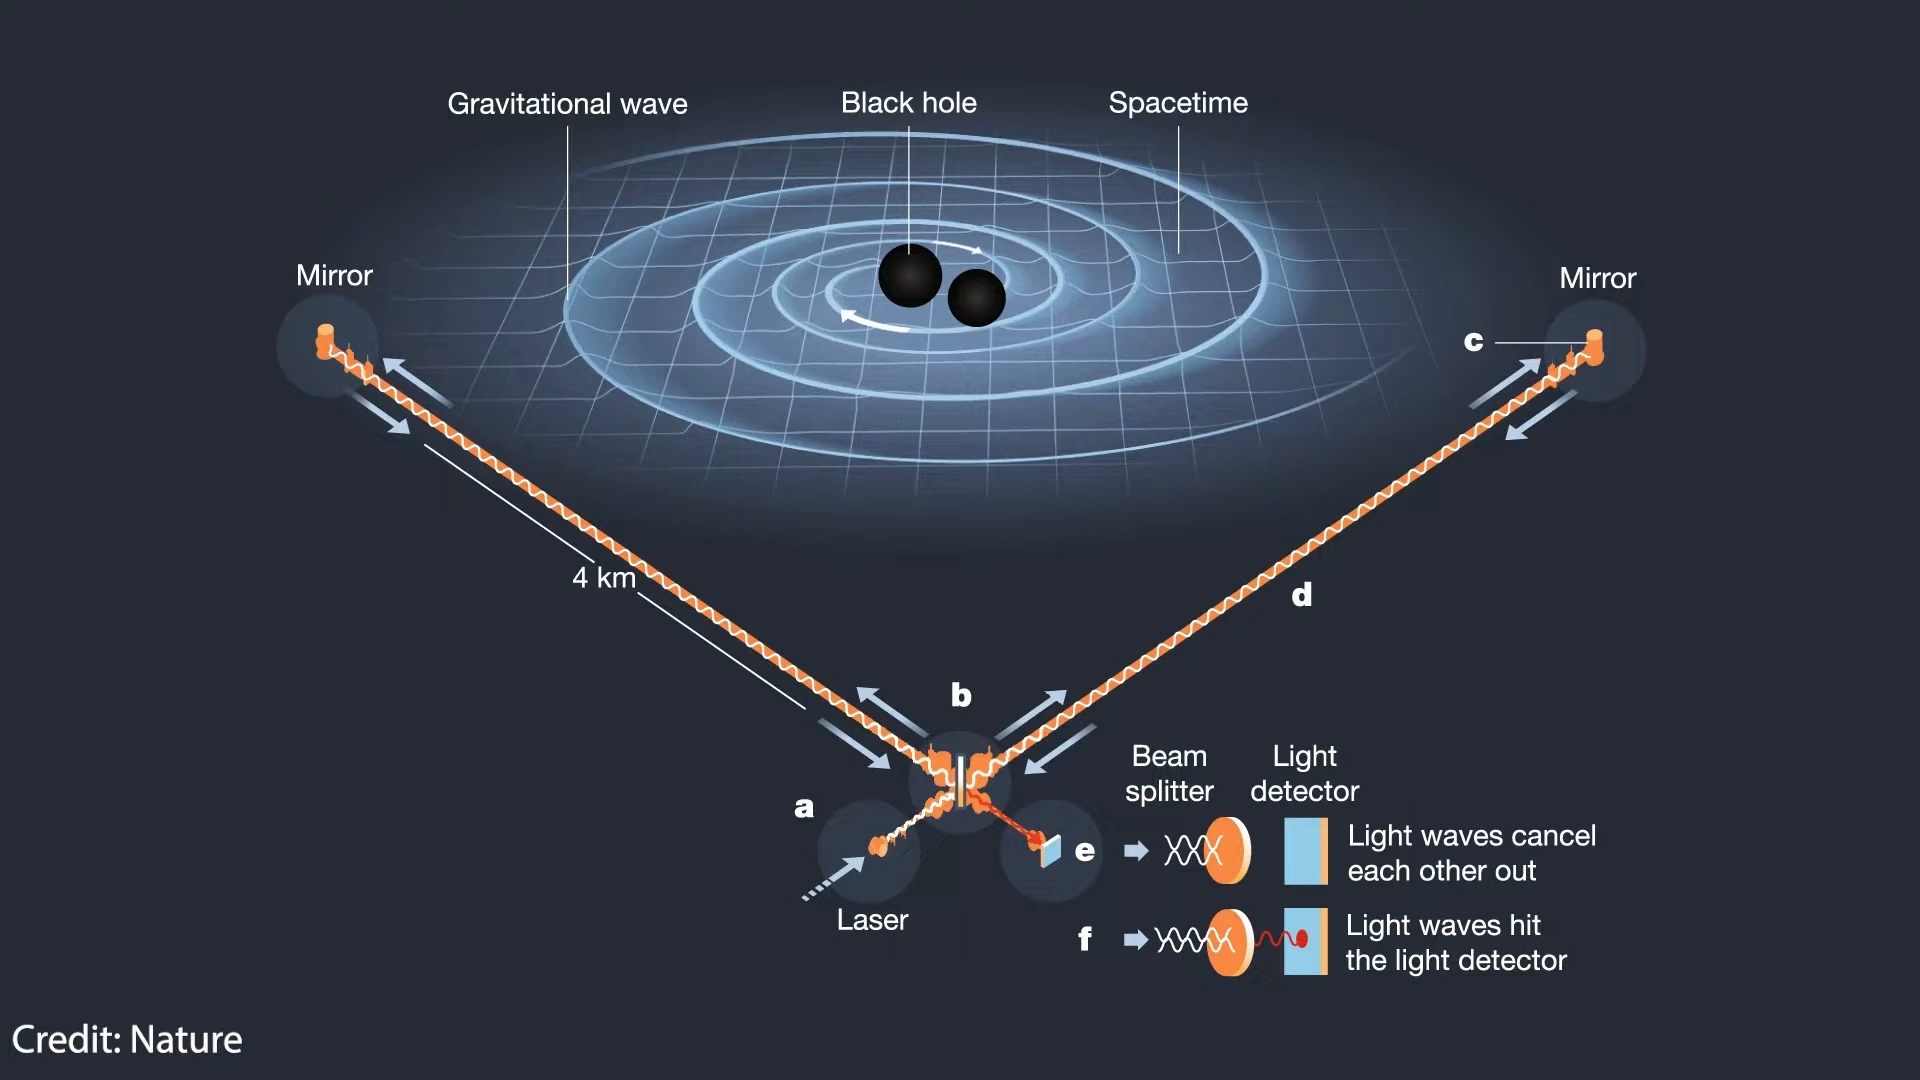 Gravitational wave
Black hole
Spacetime
Mirror
Mirror
c
4 km
d
b
a
Laser
Beam
splitter
Light
detector
e
Light waves cancel
each other out
f
Light waves hit
the light detector
Credit: Nature